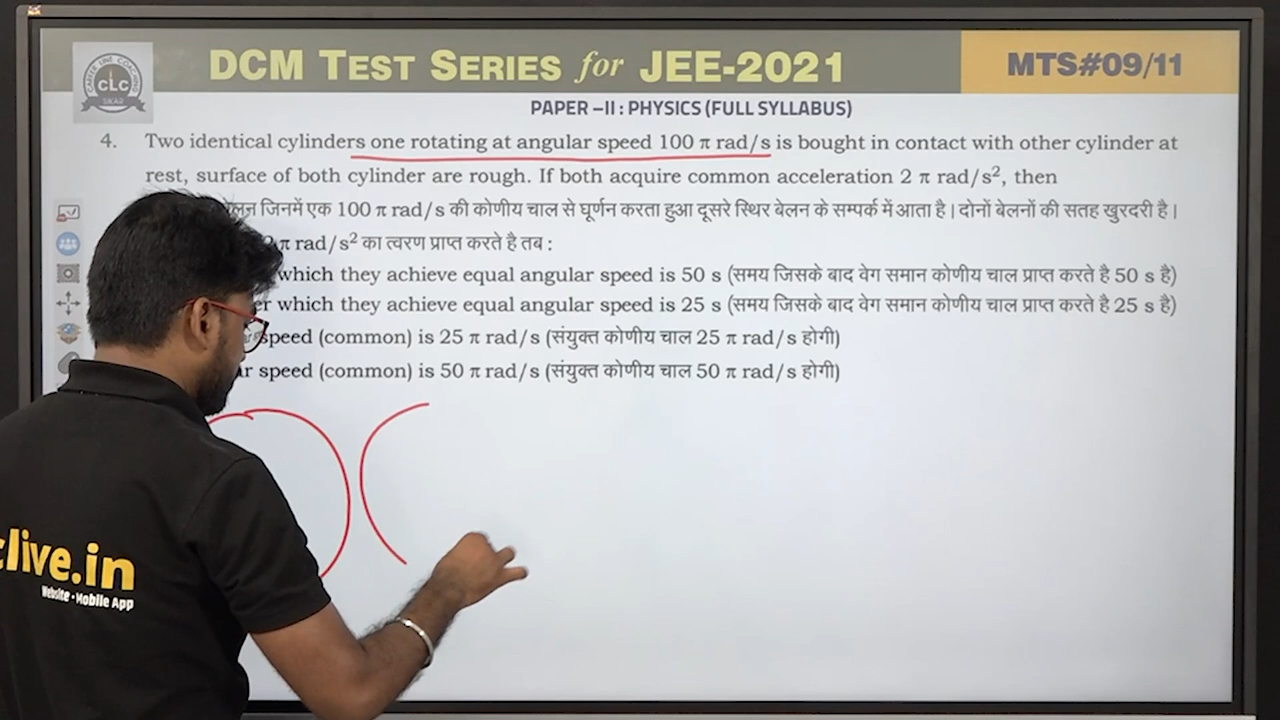 DCM TEST SERIES for JEE-2021
MTS#09/11
CAREER LINE COACHING
CLC
SIKAR
PAPER –II : PHYSICS (FULL SYLLABUS)
4. Two identical cylinders one rotating at angular speed 100 π rad/s is bought in contact with other cylinder at
rest, surface of both cylinder are rough. If both acquire common acceleration 2 π rad/s², then
जिनमें एक 100 π rad/s की कोणीय चाल से घूर्णन करता हुआ दूसरे स्थिर बेलन के सम्पर्क में आता है। दोनों बेलनों की सतह खुरदरी है।
π rad/s² का त्वरण प्राप्त करते है तब :
which they achieve equal angular speed is 50 s (समय जिसके बाद वेग समान कोणीय चाल प्राप्त करते है 50 s है)
which they achieve equal angular speed is 25 s (समय जिसके बाद वेग समान कोणीय चाल प्राप्त करते है 25 s है)
speed (common) is 25 π rad/s (संयुक्त कोणीय चाल 25 π rad/s होगी)
speed (common) is 50 π rad/s (संयुक्त कोणीय चाल 50 π rad/s होगी)
clive.in
Website • Mobile App